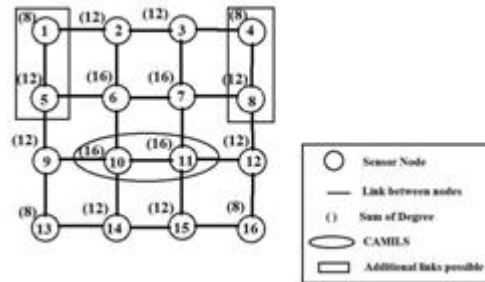 (8) (12) (12) (8)
1 2 3 4
(12) (16) (16) (12)
5 6 7 8
(12) (16) (16) (12)
9 10 11 12
(8) (12) (12) (8)
13 14 15 16
Sensor Node
Link between nodes
() Sum of Degree
CAMILS
Additional links possible